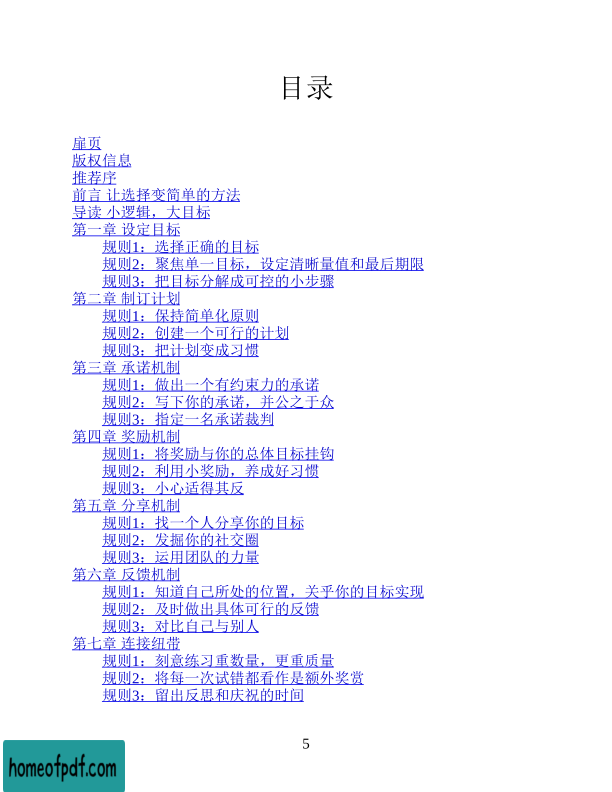 目录
扉页
版权信息
推荐序
前言 让选择变简单的方法
导读 小逻辑，大目标
第一章 设定目标
规则1：选择正确的目标
规则2：聚焦单一目标，设定清晰量值和最后期限
规则3：把目标分解成可控的小步骤
第二章 制订计划
规则1：保持简单化原则
规则2：创建一个可行的计划
规则3：把计划变成习惯
第三章 承诺机制
规则1：做出一个有约束力的承诺
规则2：写下你的承诺，并公之于众
规则3：指定一名承诺裁判
第四章 奖励机制
规则1：将奖励与你的总体目标挂钩
规则2：利用小奖励，养成好习惯
规则3：小心适得其反
第五章 分享机制
规则1：找一个人分享你的目标
规则2：发掘你的社交圈
规则3：运用团队的力量
第六章 反馈机制
规则1：知道自己所处的位置，关乎你的目标实现
规则2：及时做出具体可行的反馈
规则3：对比自己与别人
第七章 连接纽带
规则1：刻意练习重数量，更重质量
规则2：将每一次试错都看作是额外奖赏
规则3：留出反思和庆祝的时间
5
homeofpdf.com